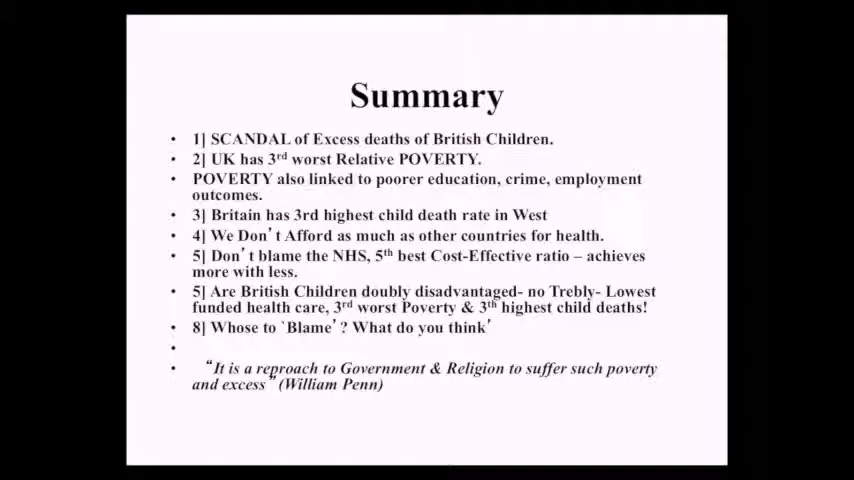 Summary
• 1] SCANDAL of Excess deaths of British Children.
• 2] UK has 3rd worst Relative POVERTY.
• POVERTY also linked to poorer education, crime, employment
outcomes.
• 3] Britain has 3rd highest child death rate in West
• 4] We Don't Afford as much as other countries for health.
• 5] Don't blame the NHS, 5th best Cost-Effective ratio – achieves
more with less.
• 5] Are British Children doubly disadvantaged- no Trebly- Lowest
funded health care, 3rd worst Poverty & 3th highest child deaths!
• 8] Whose to `Blame'? What do you think'
•
• "It is a reproach to Government & Religion to suffer such poverty
and excess" (William Penn)